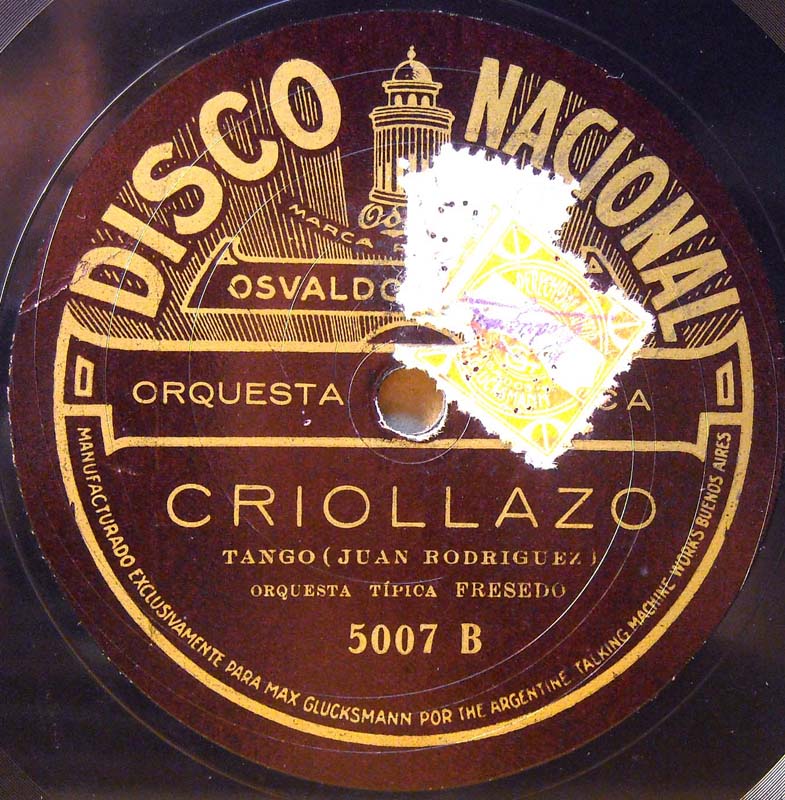 DISCO NACIONAL
MARCA
OSVALDO
ORQUESTA
CRIOLLAZO
TANGO (JUAN RODRIGUEZ)
ORQUESTA TÍPICA FRESEDO
5007 B
MANUFACTURADO EXCLUSIVAMENTE PARA MAX GLUCKSMANN POR THE ARGENTINE TALKING MACHINE WORKS BUENOS AIRES